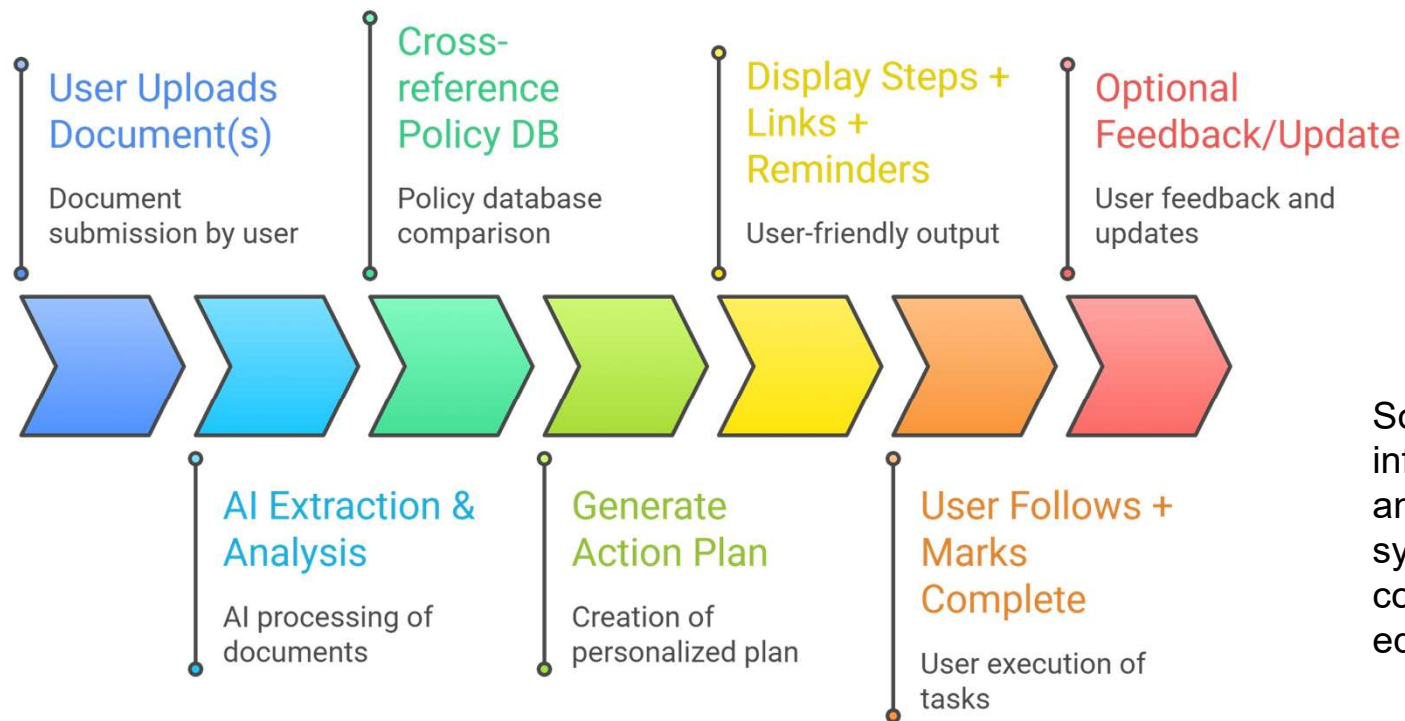 User Uploads
Document(s)
Document
submission by user
Cross-
reference
Policy DB
Policy database
comparison
Display Steps +
Links +
Reminders
User-friendly output
Optional
Feedback/Update
User feedback and
updates
AI Extraction &
Analysis
AI processing of
documents
Generate
Action Plan
Creation of
personalized plan
User Follows +
Marks
Complete
User execution of
tasks